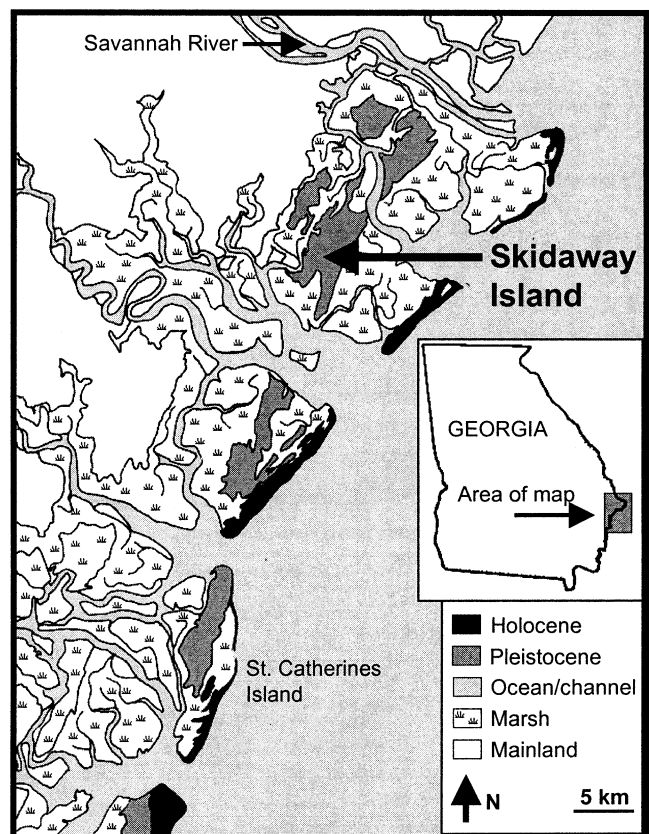 Savannah River
Skidaway
Island
GEORGIA
Area of map
St. Catherines
Island
Holocene
Pleistocene
Ocean/channel
Marsh
Mainland
N
5 km